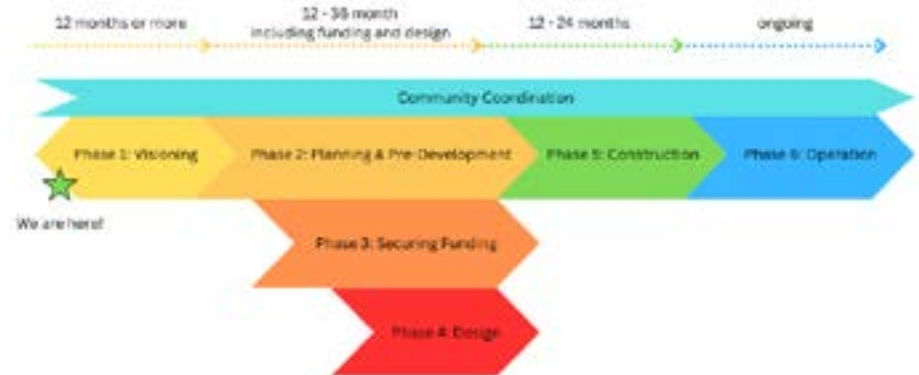 12 months or more
12 - 36 month
including funding and design
12 - 24 months
ongoing
Community Coordination
Phase 1: Visioning
Phase 2: Planning & Pre-Development
Phase 5: Construction
Phase 6: Operation
We are here!
Phase 3: Securing Funding
Phase 4: Design